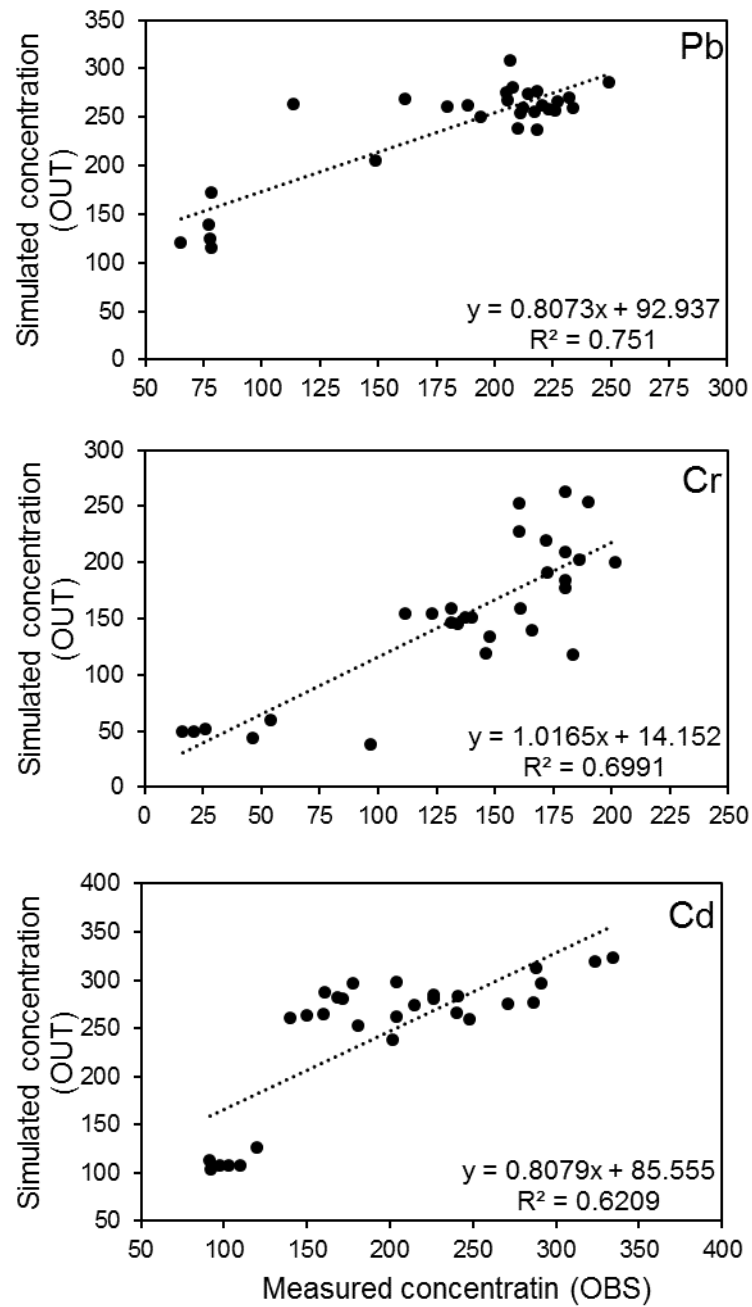 Pb
Simulated concentration
(OUT)
350
300
250
200
150
100
50
0
y = 0.8073x + 92.937
R² = 0.751
50 75 100 125 150 175 200 225 250 275 300
Cr
Simulated concentration
(OUT)
300
250
200
150
100
50
0
y = 1.0165x + 14.152
R² = 0.6991
0 25 50 75 100 125 150 175 200 225 250
Cd
Simulated concentration
(OUT)
400
350
300
250
200
150
100
50
y = 0.8079x + 85.555
R² = 0.6209
50 100 150 200 250 300 350 400
Measured concentratin (OBS)